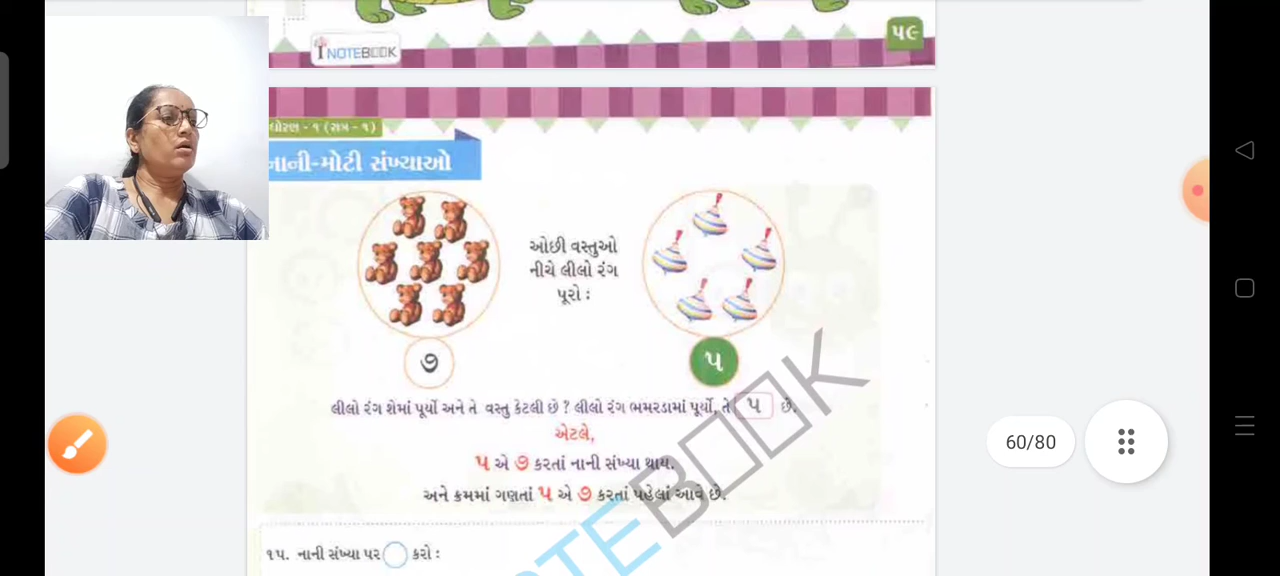 iNOTEBOOK
૫૯
ધોરણ - ૧ (સત્ર - ૧)
નાની-મોટી સંખ્યાઓ
ઓછી વસ્તુઓ
નીચે લીલો રંગ
પૂરો :
૭
૫
લીલો રંગ શેમાં પૂર્યો અને તે વસ્તુ કેટલી છે ? લીલો રંગ ભમરડામાં પૂર્યો, તે ૫ છે.
એટલે,
૫ એ ૭ કરતાં નાની સંખ્યા થાય.
અને ક્રમમાં ગણતાં ૫ એ ૭ કરતાં પહેલાં આવે છે.
૧૫. નાની સંખ્યા પર ◯ કરો :
60/80